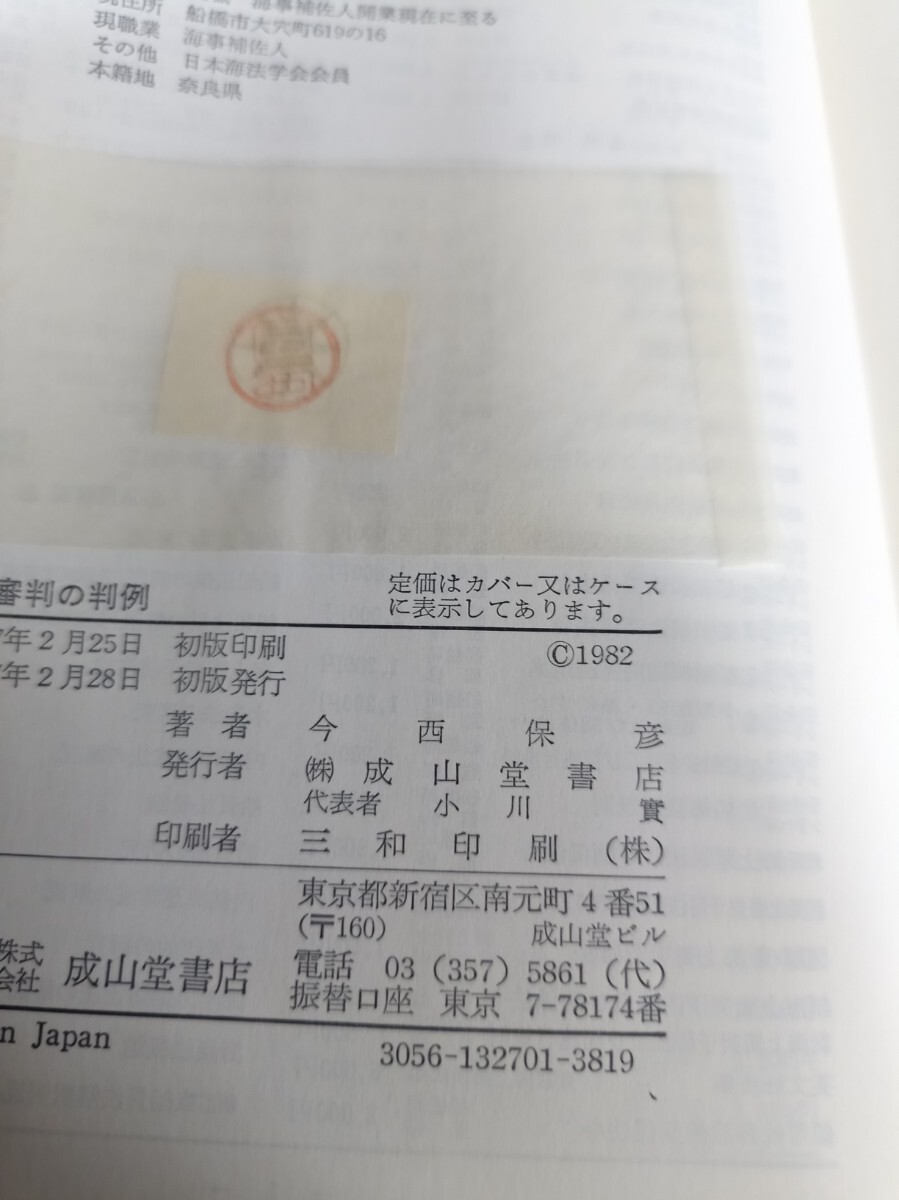 海事補佐人開業現在に至る
現住所 船橋市大穴町619の16
現職業 海事補佐人
その他 日本海法学会会員
本籍地 奈良県
審判の判例
定価はカバー又はケース
に表示してあります。
年2月25日 初版印刷
©1982
年2月28日 初版発行
著者 今西保彦
発行者 ㈱成山堂書店
代表者 小川實
印刷者 三和印刷(株)
東京都新宿区南元町4番51
(〒160) 成山堂ビル
株式会社 成山堂書店
電話 03(357)5861(代)
振替口座 東京 7-78174番
n Japan
3056-132701-3819